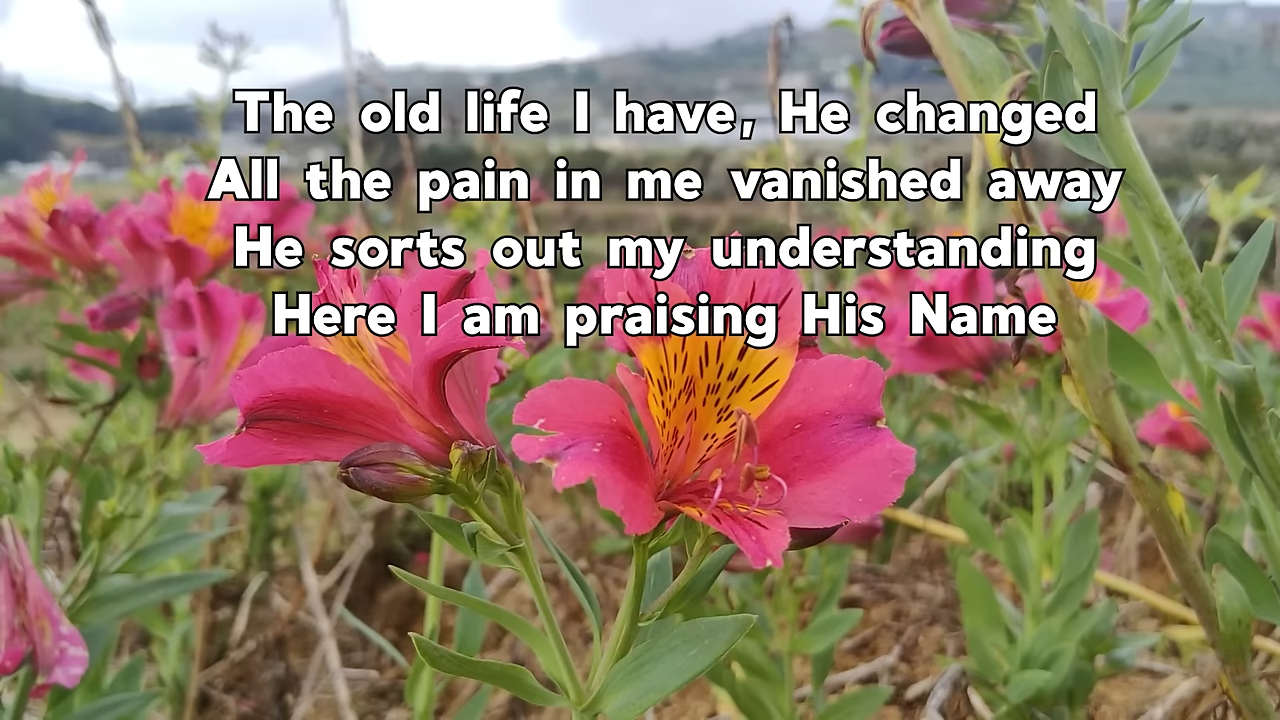 The old life I have, He changed
All the pain in me vanished away
He sorts out my understanding
Here I am praising His Name